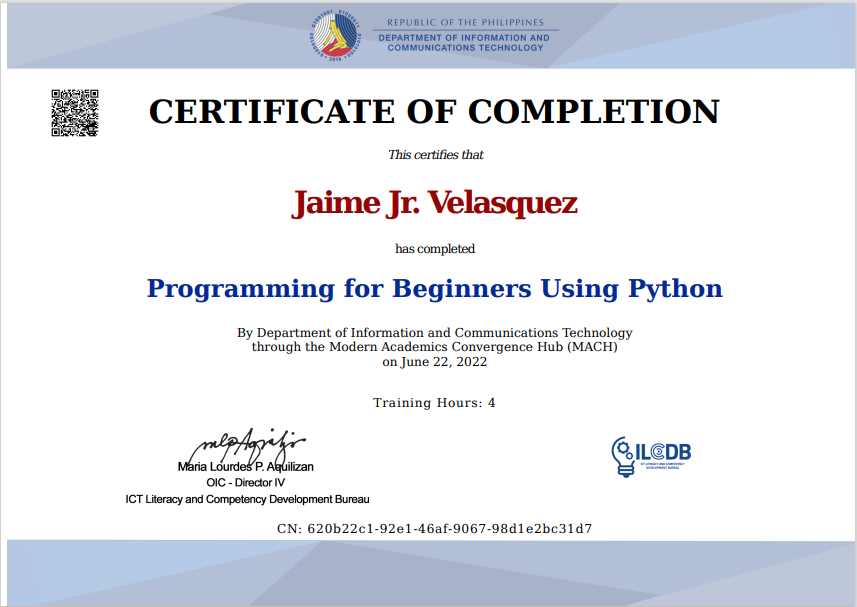 REPUBLIC OF THE PHILIPPINES
DEPARTMENT OF INFORMATION AND
COMMUNICATIONS TECHNOLOGY
CERTIFICATE OF COMPLETION
This certifies that
Jaime Jr. Velasquez
has completed
Programming for Beginners Using Python
By Department of Information and Communications Technology
through the Modern Academics Convergence Hub (MACH)
on June 22, 2022
Training Hours: 4
Maria Lourdes P. Aquilizan
OIC - Director IV
ICT Literacy and Competency Development Bureau
ILCDB
ICT LITERACY AND COMPETENCY
DEVELOPMENT BUREAU
CN: 620b22c1-92e1-46af-9067-98d1e2bc31d7